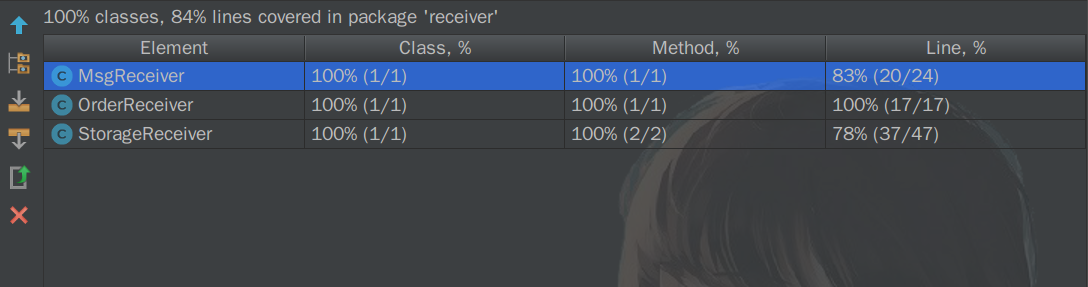 100% classes, 84% lines covered in package 'receiver'
Element Class, % Method, % Line, %
C MsgReceiver 100% (1/1) 100% (1/1) 83% (20/24)
C OrderReceiver 100% (1/1) 100% (1/1) 100% (17/17)
C StorageReceiver 100% (1/1) 100% (2/2) 78% (37/47)